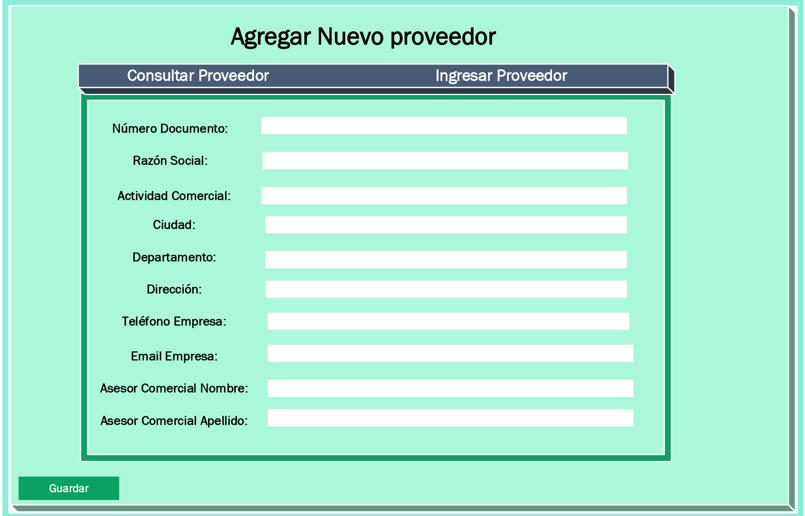 Agregar Nuevo proveedor
Consultar Proveedor Ingresar Proveedor
Número Documento:
Razón Social:
Actividad Comercial:
Ciudad:
Departamento:
Dirección:
Teléfono Empresa:
Email Empresa:
Asesor Comercial Nombre:
Asesor Comercial Apellido:
Guardar